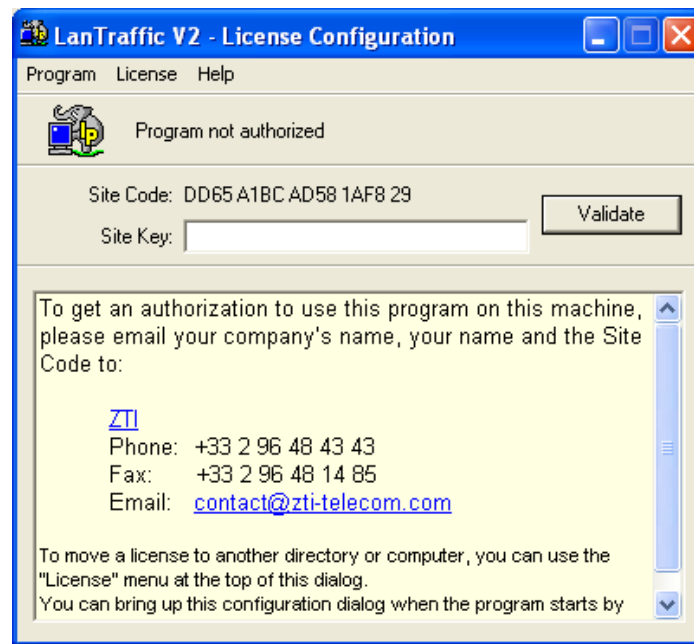 LanTraffic V2 - License Configuration
Program License Help
Program not authorized
Site Code: DD65 A1BC AD58 1AF8 29
Validate
Site Key:
To get an authorization to use this program on this machine,
please email your company's name, your name and the Site
Code to:
ZTI
Phone: +33 2 96 48 43 43
Fax: +33 2 96 48 14 85
Email: contact@zti-telecom.com
To move a license to another directory or computer, you can use the
"License" menu at the top of this dialog.
You can bring up this configuration dialog when the program starts by